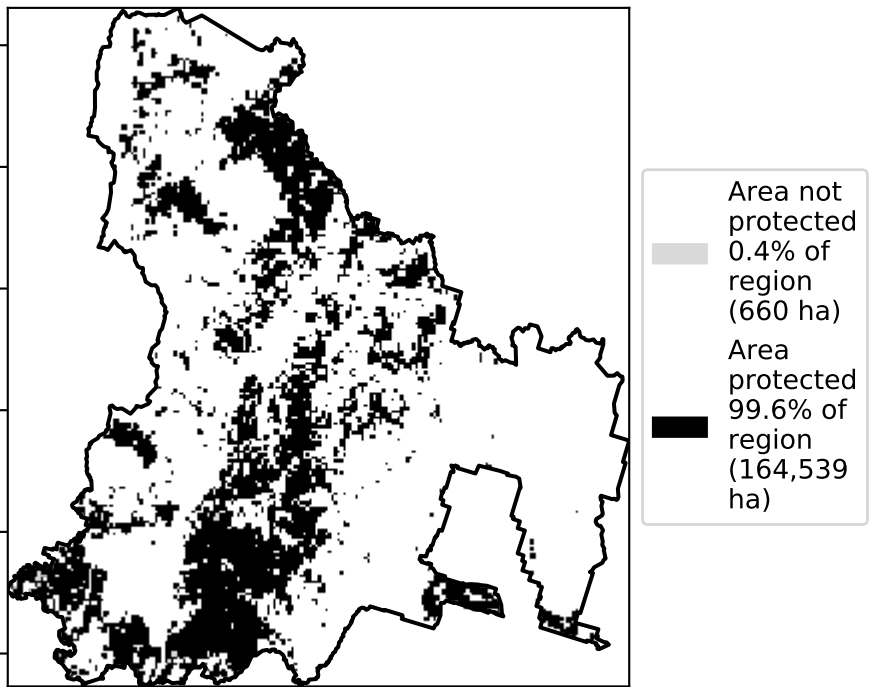 Area not
protected
0.4% of
region
(660 ha)
Area
protected
99.6% of
region
(164,539
ha)